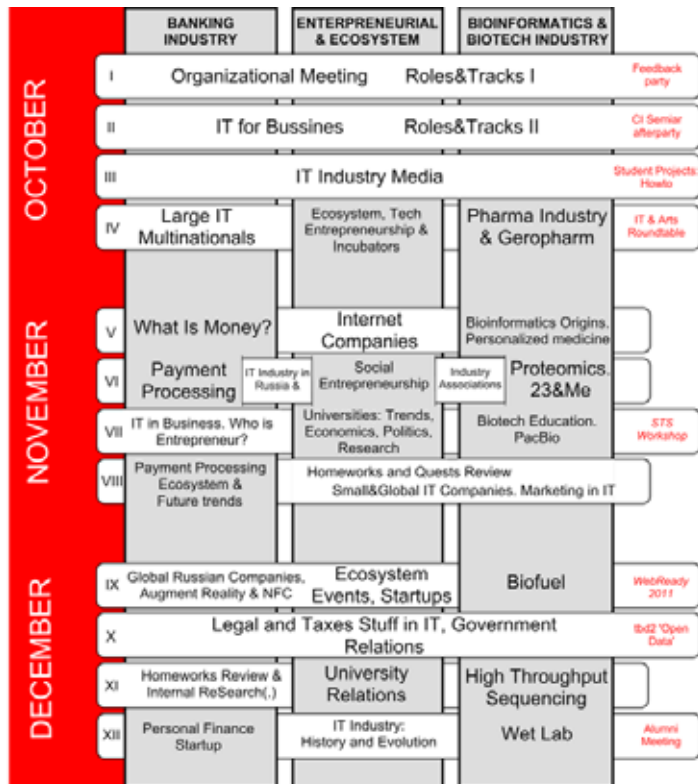 BANKING
INDUSTRY
ENTERPRENEURIAL
& ECOSYSTEM
BIOINFORMATICS &
BIOTECH INDUSTRY
OCTOBER
I
Organizational Meeting
Roles&Tracks I
Feedback
party
II
IT for Bussines
Roles&Tracks II
CI Semiar
afterparty
III
IT Industry Media
Student Projects:
Howto
IV
Large IT
Multinationals
Ecosystem, Tech
Entrepreneurship &
Incubators
Pharma Industry
& Geropharm
IT & Arts
Roundtable
NOVEMBER
V
What Is Money?
Internet
Companies
Bioinformatics Origins.
Personalized medicine
VI
Payment
Processing
IT Industry in
Russia &
Social
Entrepreneurship
Industry
Associations
Proteomics.
23&Me
VII
IT in Business. Who is
Entrepreneur?
Universities: Trends,
Economics, Politics,
Research
Biotech Education.
PacBio
STS
Workshop
VIII
Payment Processing
Ecosystem &
Future trends
Homeworks and Quests Review
Small&Global IT Companies. Marketing in IT
DECEMBER
IX
Global Russian Companies,
Augment Reality & NFC
Ecosystem
Events, Startups
Biofuel
WebReady
2011
X
Legal and Taxes Stuff in IT, Government
Relations
tbd2 'Open
Data'
XI
Homeworks Review &
Internal ReSearch(.)
University
Relations
High Throughput
Sequencing
XII
Personal Finance
Startup
IT Industry:
History and Evolution
Wet Lab
Alumni
Meeting